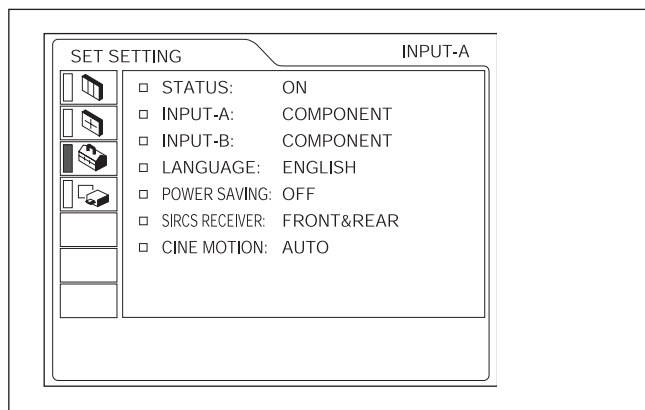 SET SETTING INPUT-A
STATUS: ON
INPUT-A: COMPONENT
INPUT-B: COMPONENT
LANGUAGE: ENGLISH
POWER SAVING: OFF
SIRCS RECEIVER: FRONT&REAR
CINE MOTION: AUTO